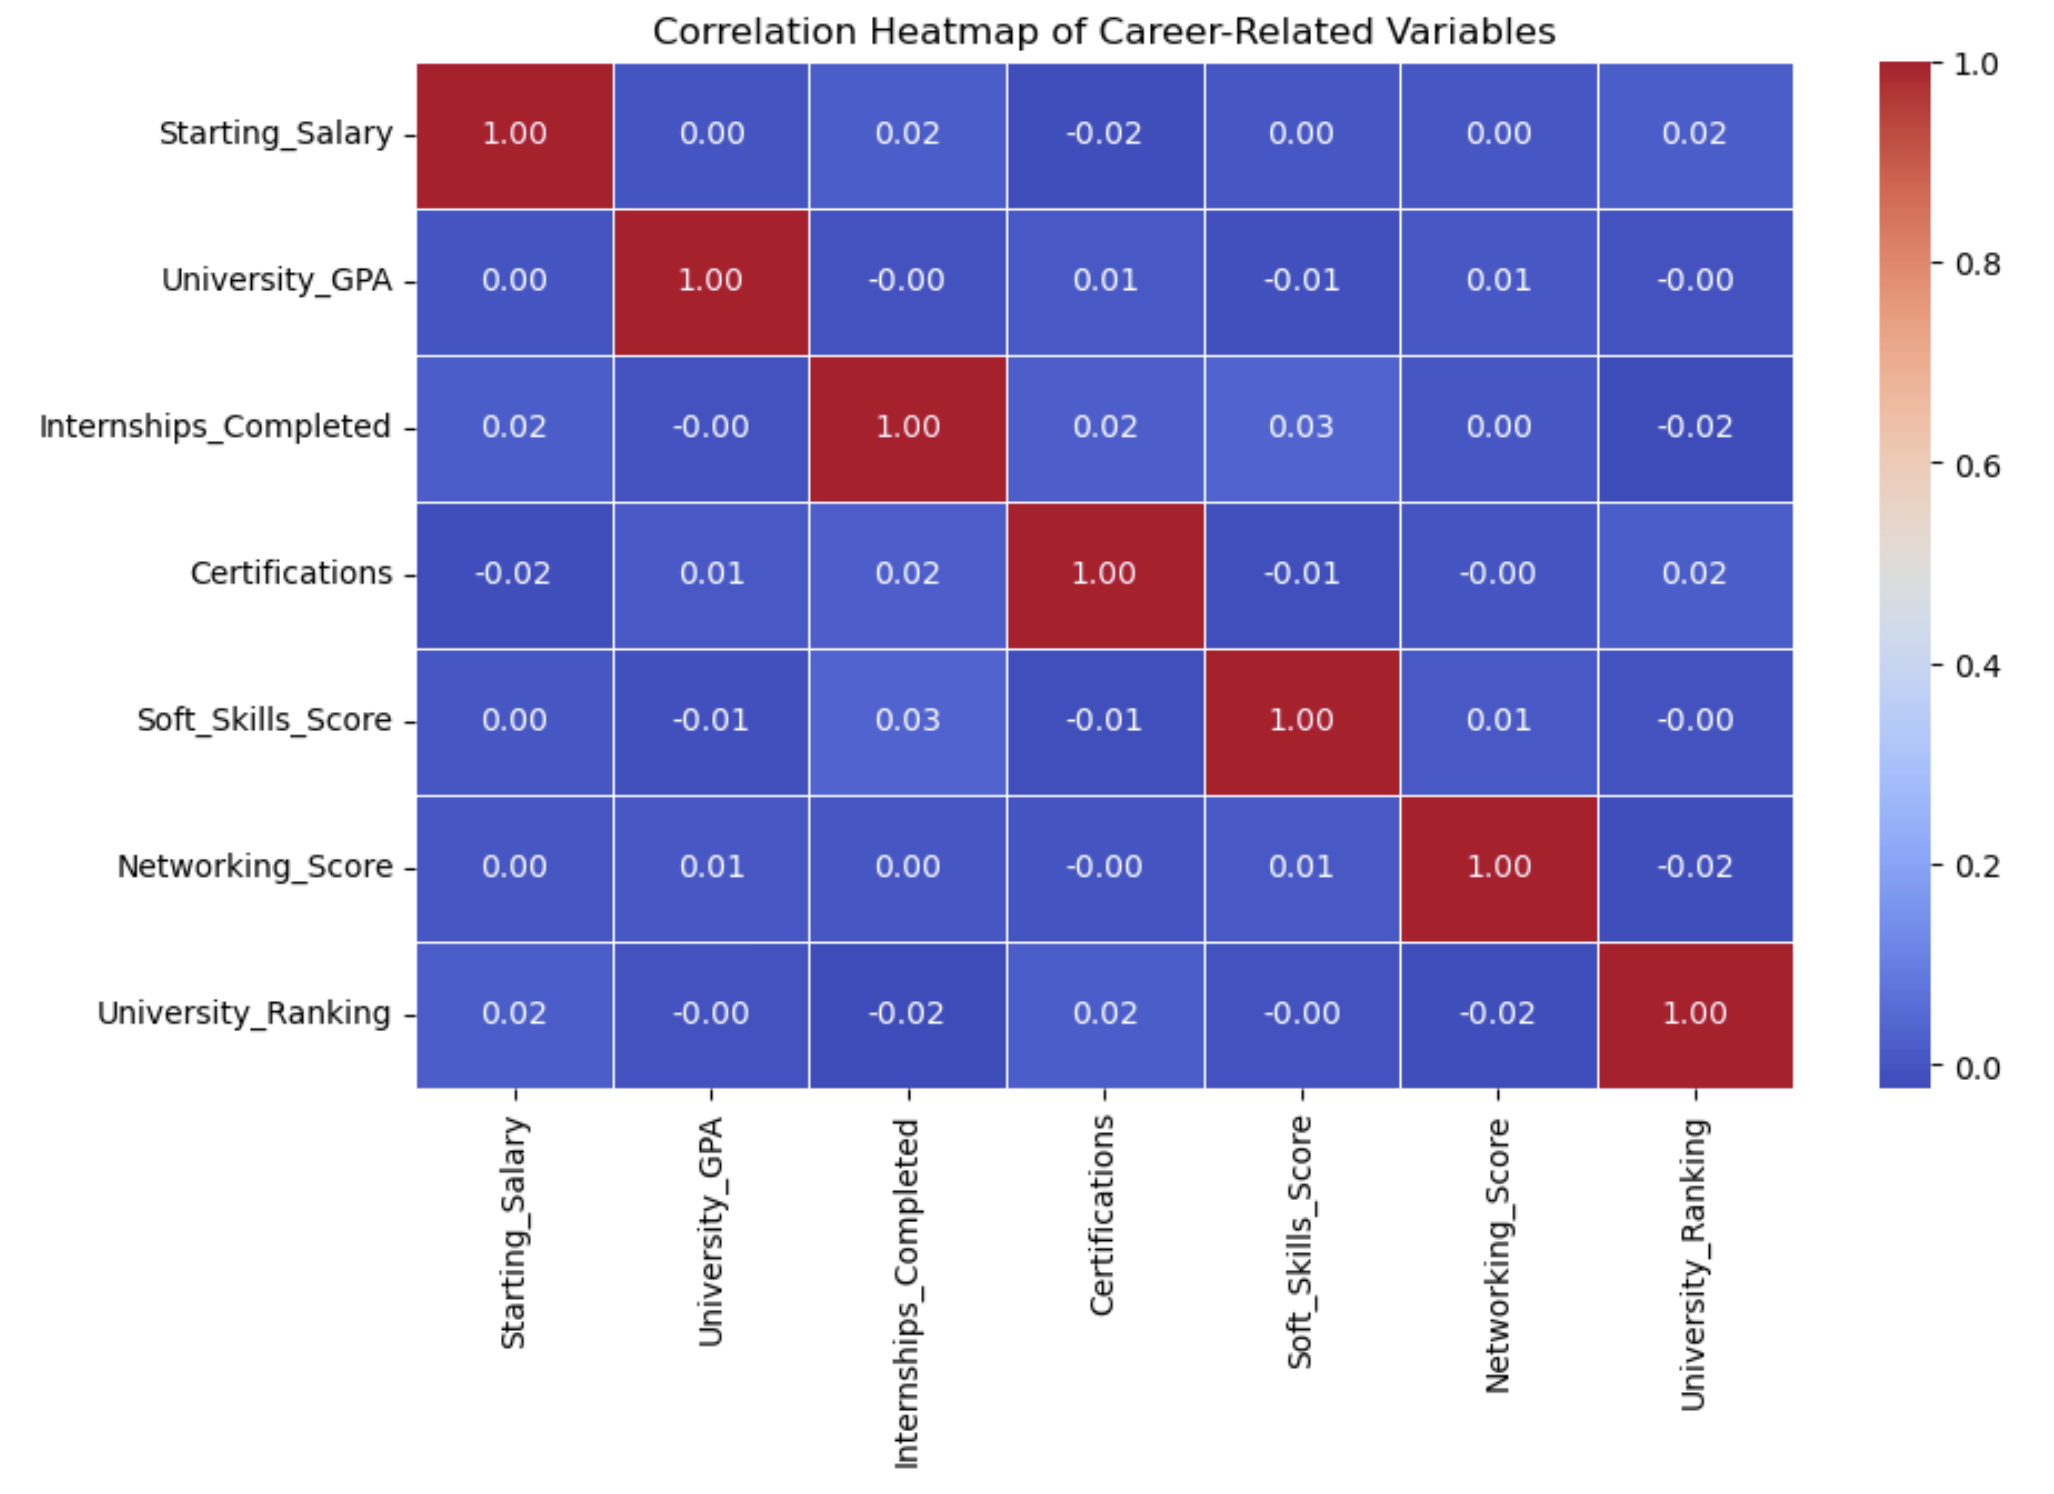 Correlation Heatmap of Career-Related Variables
Starting_Salary 1.00 0.00 0.02 -0.02 0.00 0.00 0.02
University_GPA 0.00 1.00 -0.00 0.01 -0.01 0.01 -0.00
Internships_Completed 0.02 -0.00 1.00 0.02 0.03 0.00 -0.02
Certifications -0.02 0.01 0.02 1.00 -0.01 -0.00 0.02
Soft_Skills_Score 0.00 -0.01 0.03 -0.01 1.00 0.01 -0.00
Networking_Score 0.00 0.01 0.00 -0.00 0.01 1.00 -0.02
University_Ranking 0.02 -0.00 -0.02 0.02 -0.00 -0.02 1.00
Starting_Salary
University_GPA
Internships_Completed
Certifications
Soft_Skills_Score
Networking_Score
University_Ranking
1.0
0.8
0.6
0.4
0.2
0.0